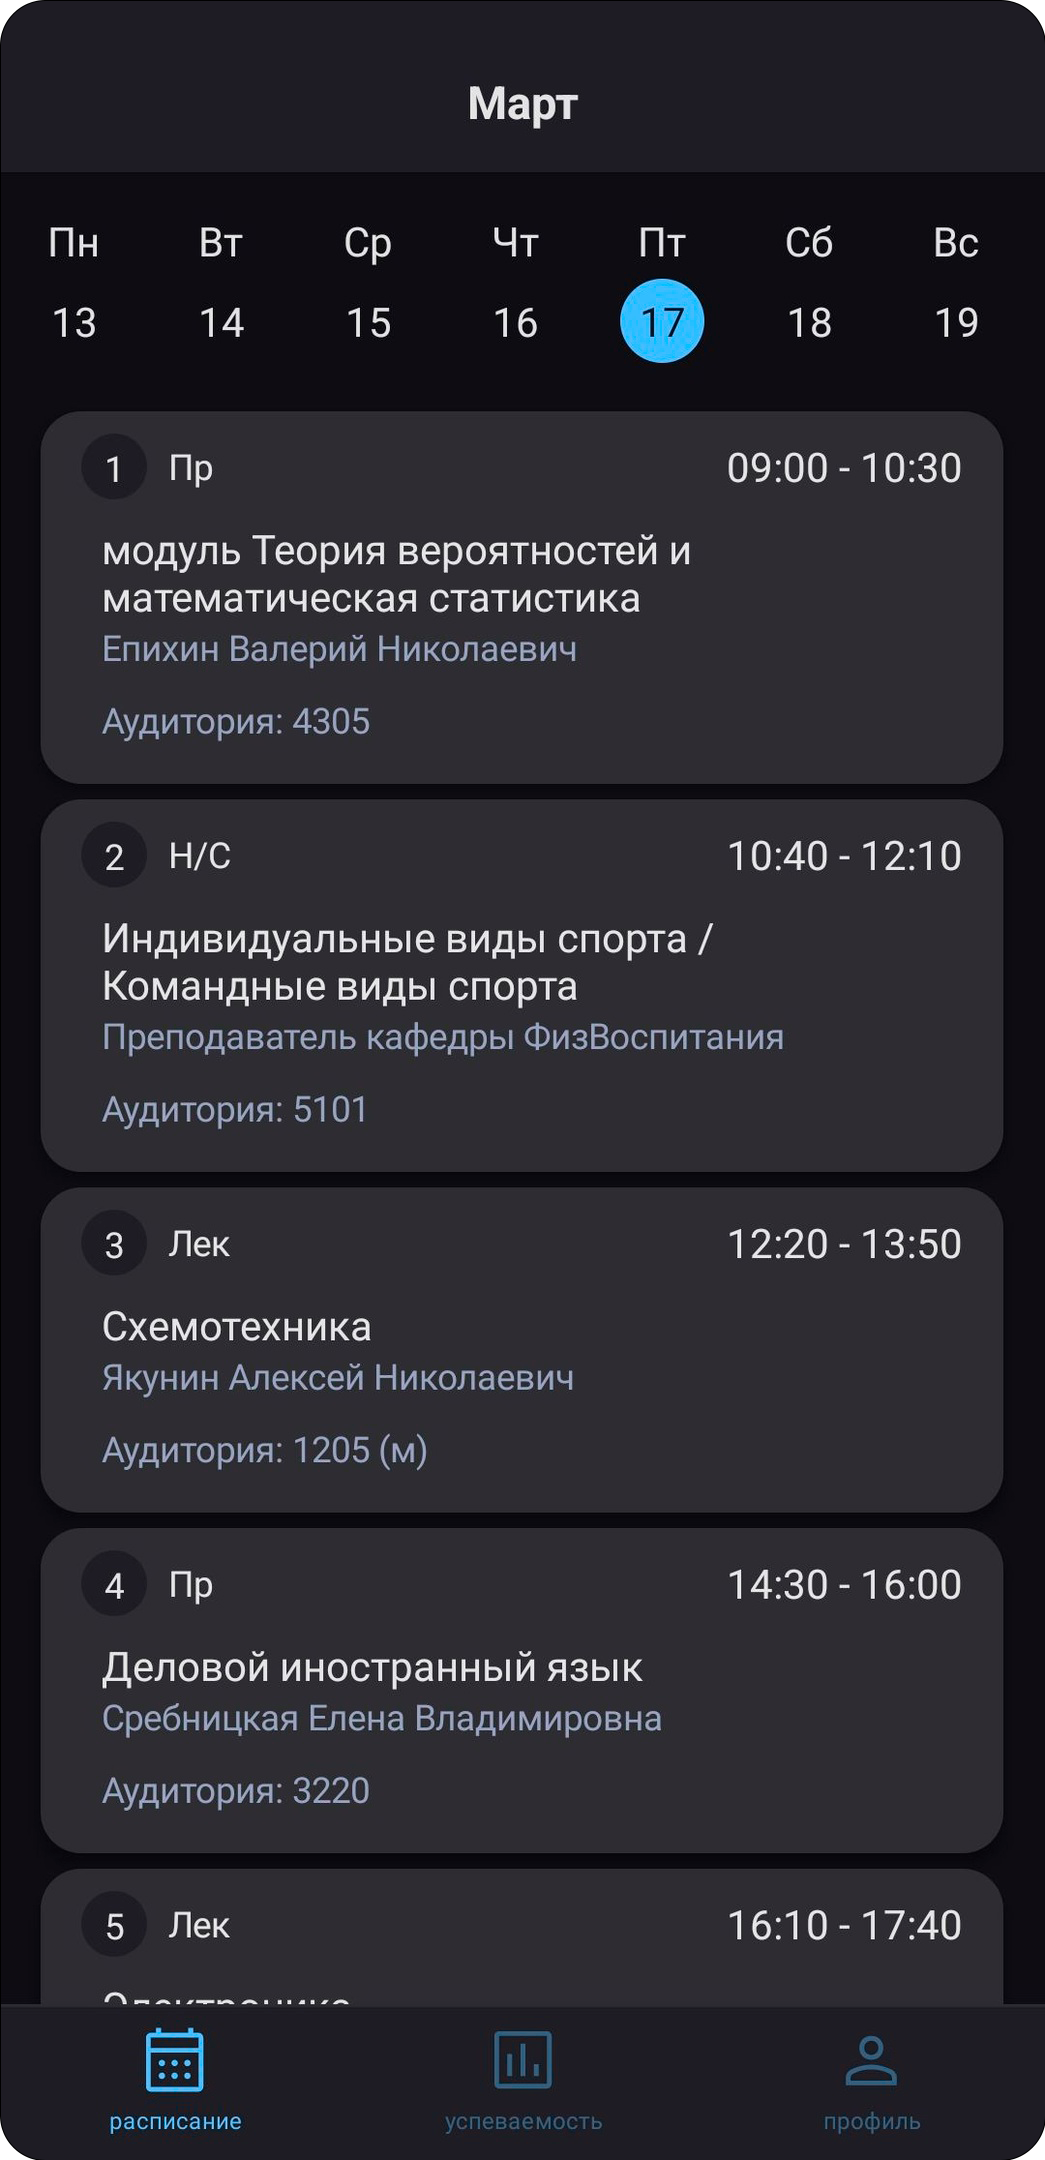 Март
Пн Вт Ср Чт Пт Сб Вс
13 14 15 16 17 18 19
1 Пр 09:00 - 10:30
модуль Теория вероятностей и
математическая статистика
Епихин Валерий Николаевич
Аудитория: 4305
2 Н/С 10:40 - 12:10
Индивидуальные виды спорта /
Командные виды спорта
Преподаватель кафедры ФизВоспитания
Аудитория: 5101
3 Лек 12:20 - 13:50
Схемотехника
Якунин Алексей Николаевич
Аудитория: 1205 (м)
4 Пр 14:30 - 16:00
Деловой иностранный язык
Сребницкая Елена Владимировна
Аудитория: 3220
5 Лек 16:10 - 17:40
Электроника
расписание успеваемость профиль